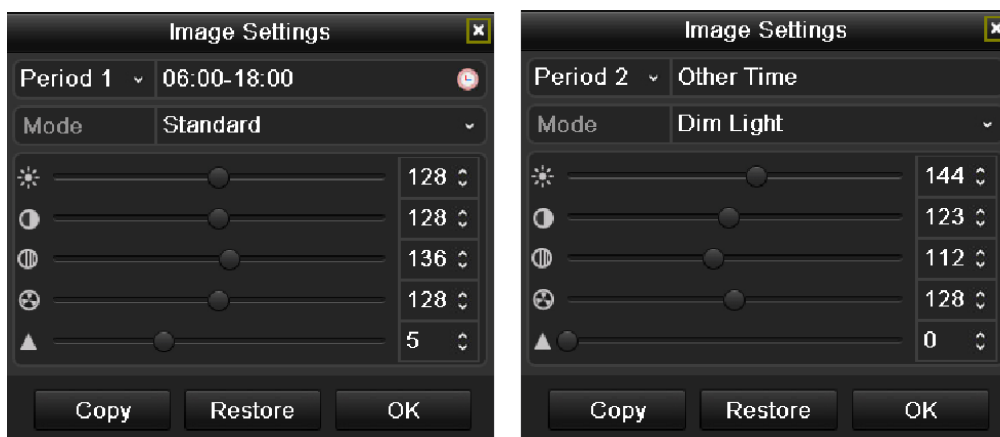 Image Settings
Period 1 06:00-18:00
Mode Standard
128
128
136
128
5
Copy Restore OK
Image Settings
Period 2 Other Time
Mode Dim Light
144
123
112
128
0
Copy Restore OK